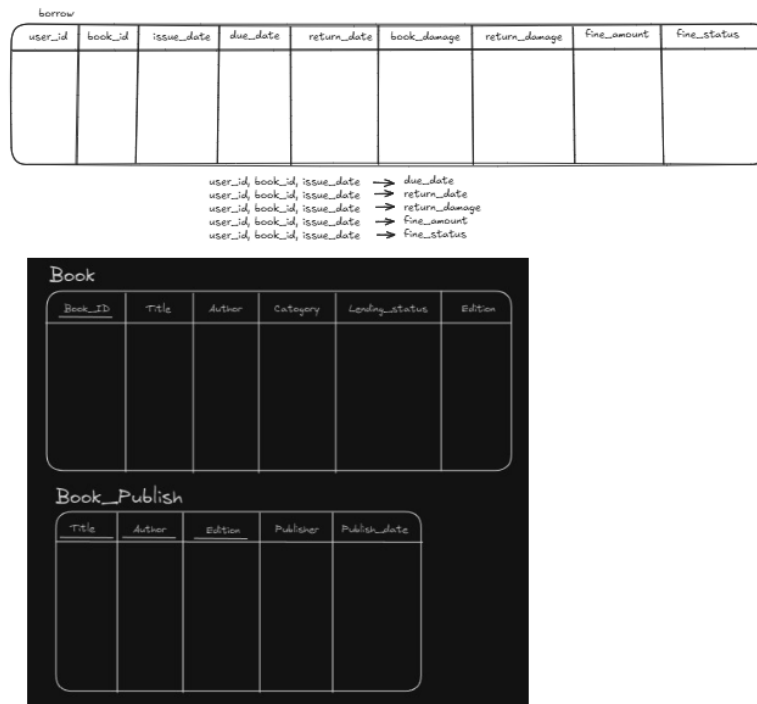 borrow
user_id book_id issue_date due_date return_date book_damage return_damage fine_amount fine_status
user_id, book_id, issue_date → due_date
user_id, book_id, issue_date → return_date
user_id, book_id, issue_date → return_damage
user_id, book_id, issue_date → fine_amount
user_id, book_id, issue_date → fine_status
Book
Book_ID Title Author Catogory Lending_status Edition
Book_Publish
Title Author Edition Publisher Publish_date